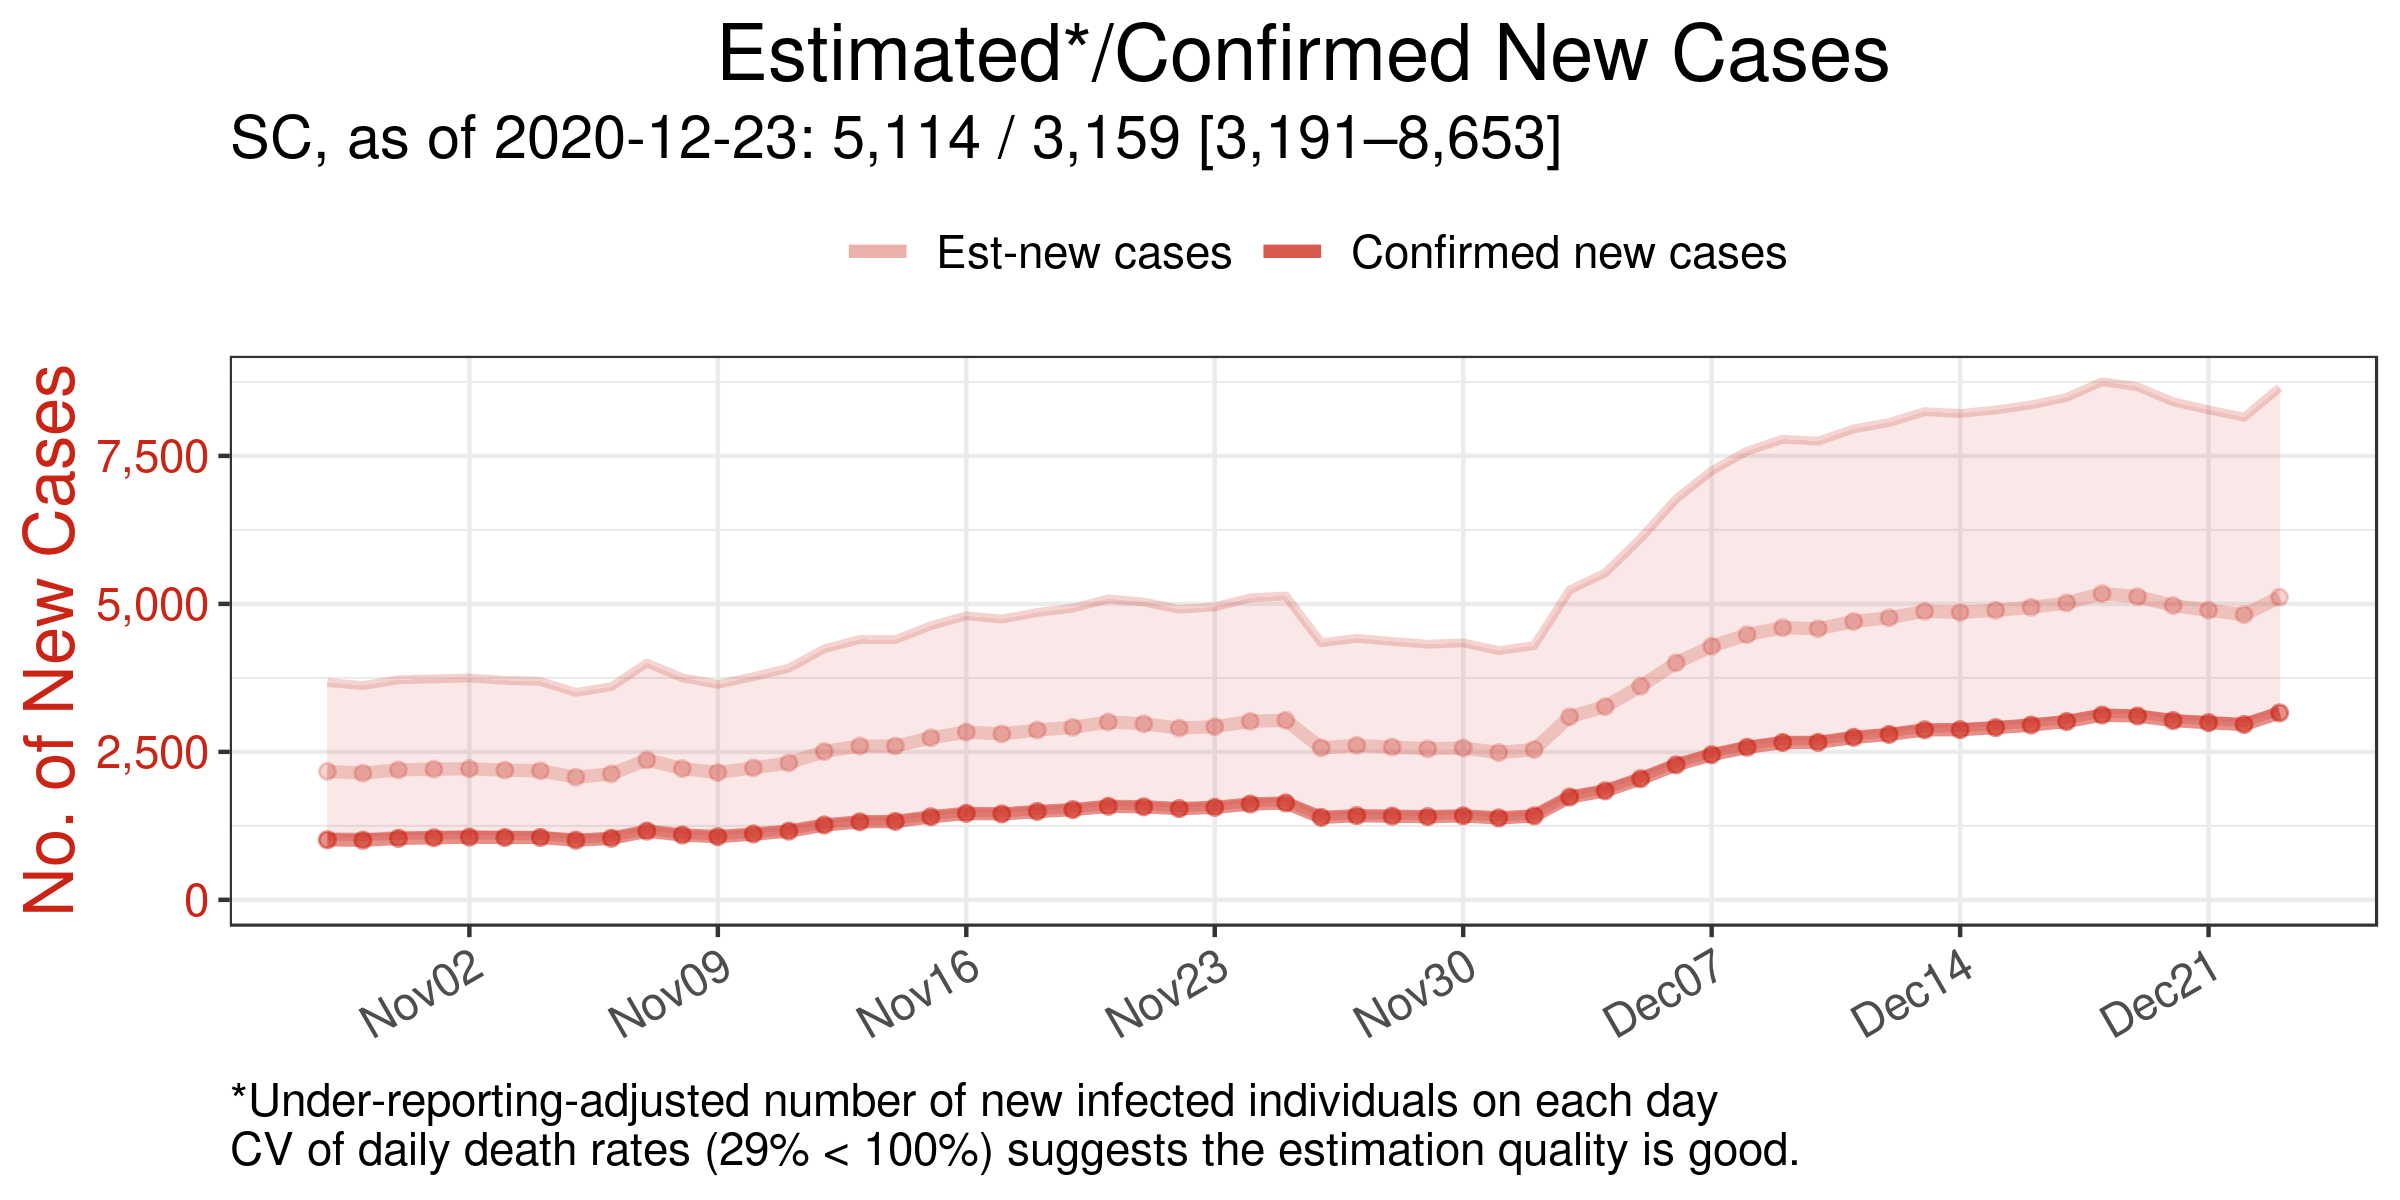 Estimated*/Confirmed New Cases
SC, as of 2020-12-23: 5,114 / 3,159 [3,191–8,653]
Est-new cases
Confirmed new cases
No. of New Cases
7,500
5,000
2,500
0
Nov02
Nov09
Nov16
Nov23
Nov30
Dec07
Dec14
Dec21
*Under-reporting-adjusted number of new infected individuals on each day
CV of daily death rates (29% < 100%) suggests the estimation quality is good.